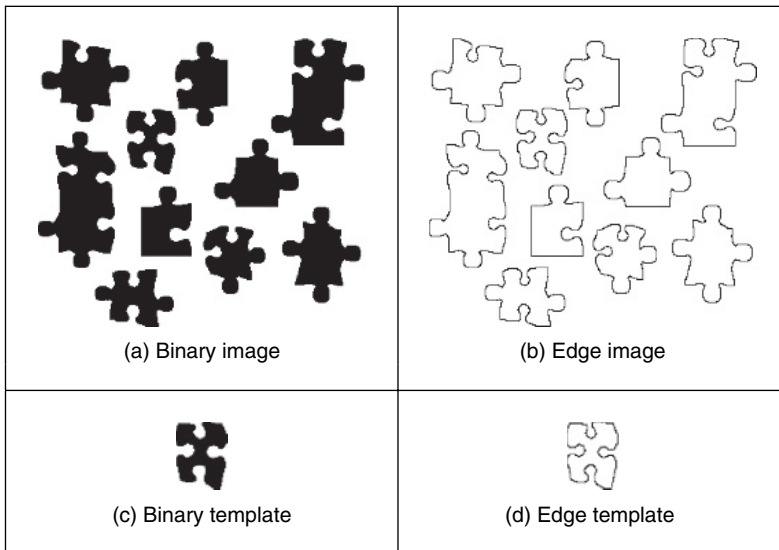 (a) Binary image
(b) Edge image
(c) Binary template
(d) Edge template